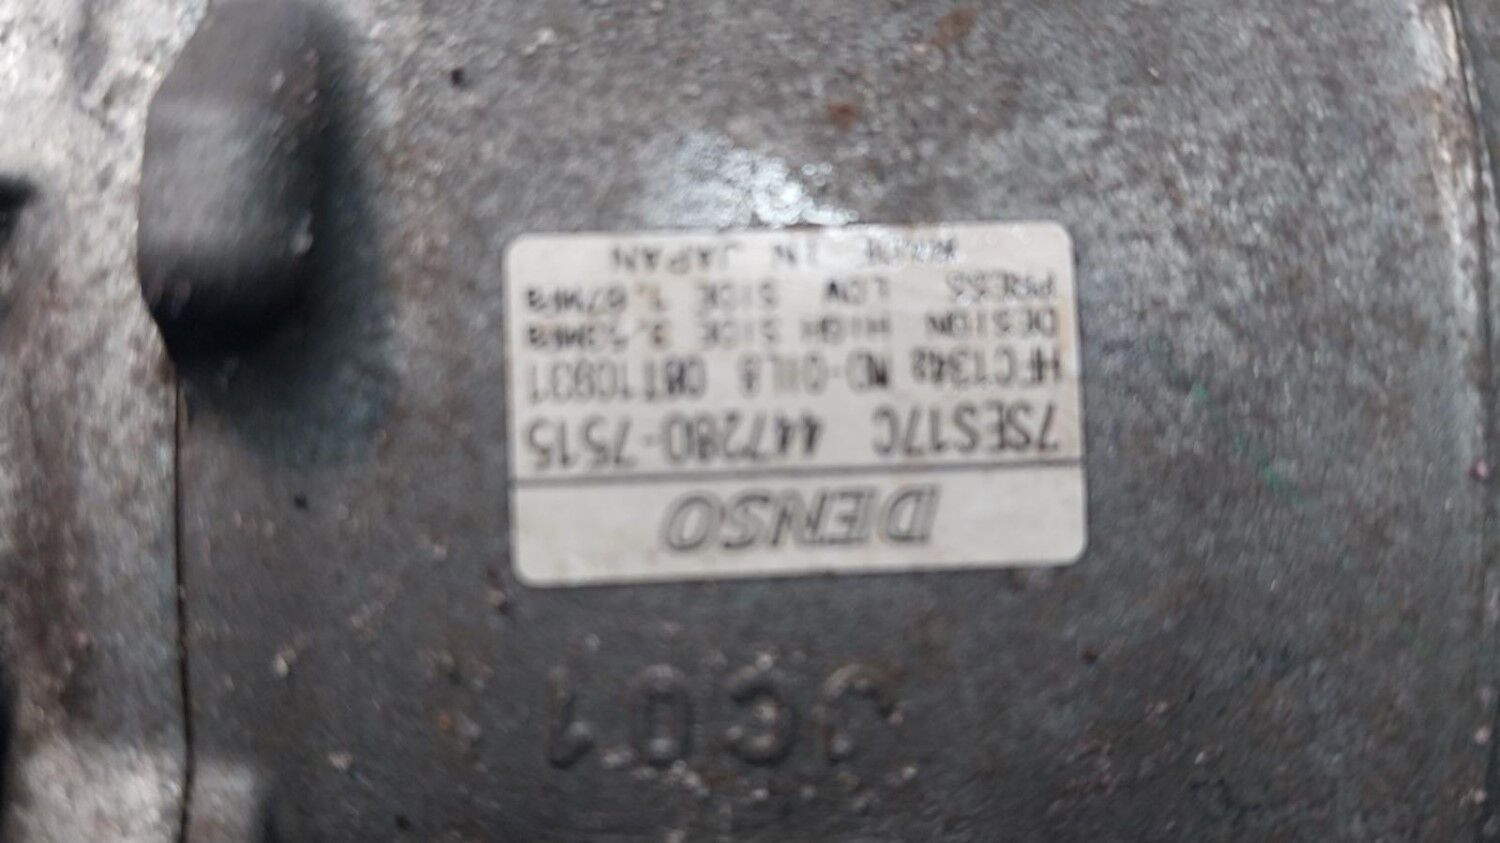 DENSO
7SES17C 447280-7515
HFC134a ND-OIL8
DESIGN HIGH SIDE 3.53MPa
PRESS LOW SIDE 1.67MPa
MADE IN JAPAN